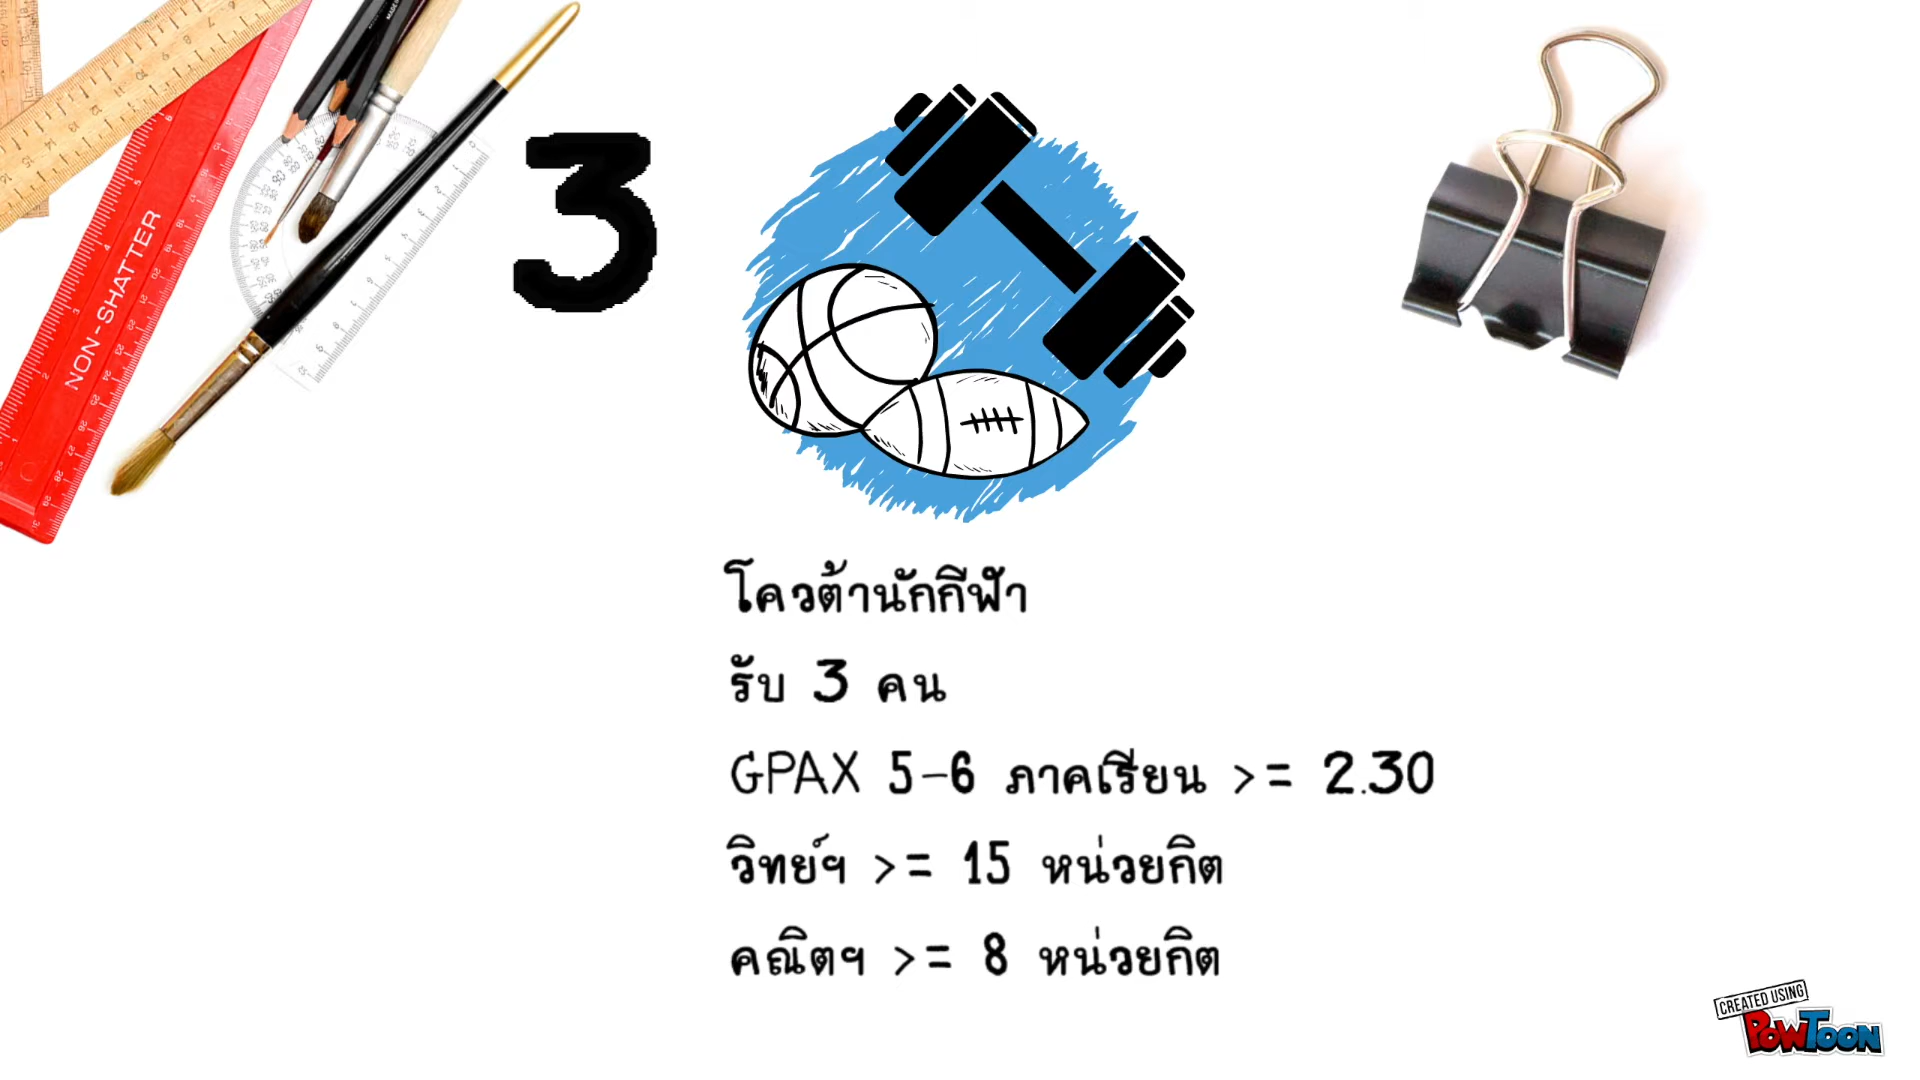 NON-SHATTER
3
โควต้านักกีฬา
รับ 3 คน
GPAX 5-6 ภาคเรียน >= 2.30
วิทย์ฯ >= 15 หน่วยกิต
คณิตฯ >= 8 หน่วยกิต
CREATED USING
POWTOON